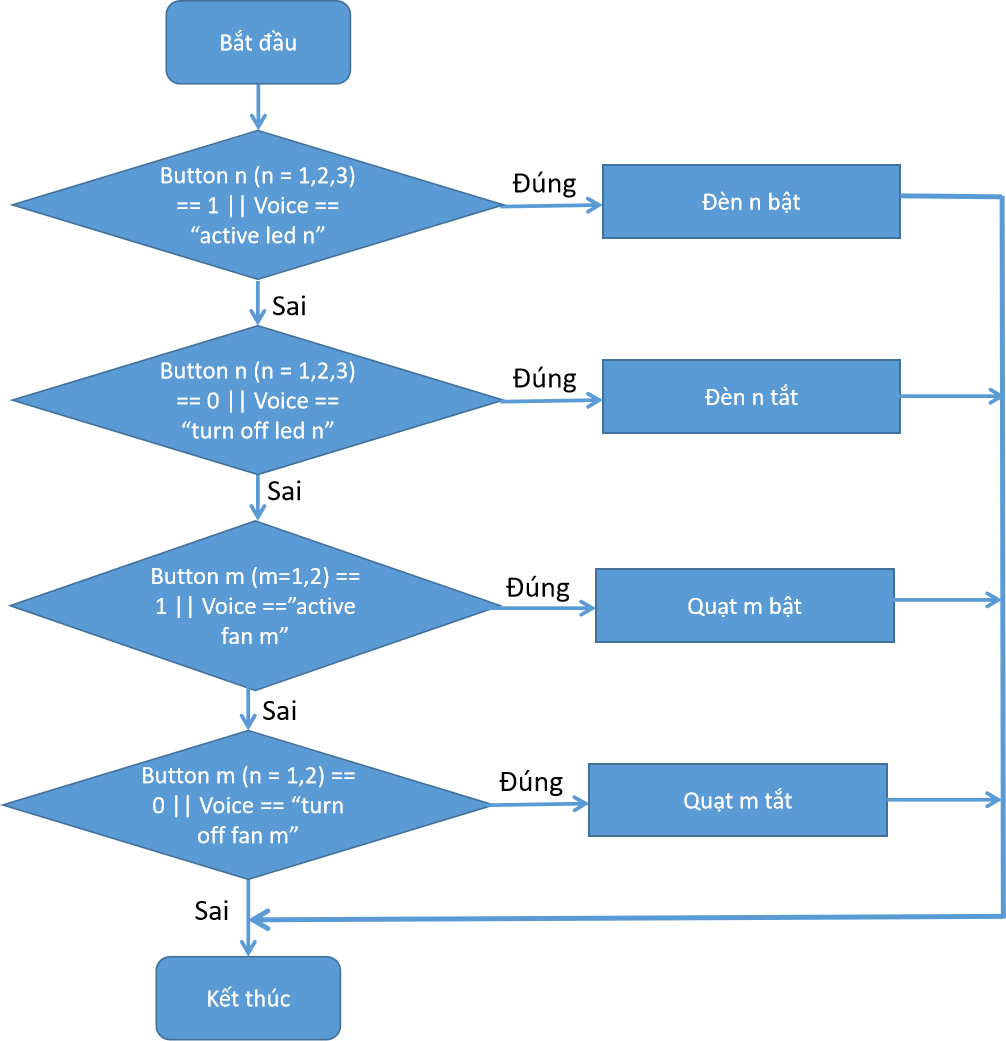 Bắt đầu
Button n (n = 1,2,3)
== 1 || Voice ==
“active led n”
Đúng
Đèn n bật
Sai
Button n (n = 1,2,3)
== 0 || Voice ==
“turn off led n”
Đúng
Đèn n tắt
Sai
Button m (m=1,2) ==
1 || Voice ==”active
fan m”
Đúng
Quạt m bật
Sai
Button m (n = 1,2) ==
0 || Voice == “turn
off fan m”
Đúng
Quạt m tắt
Sai
Kết thúc